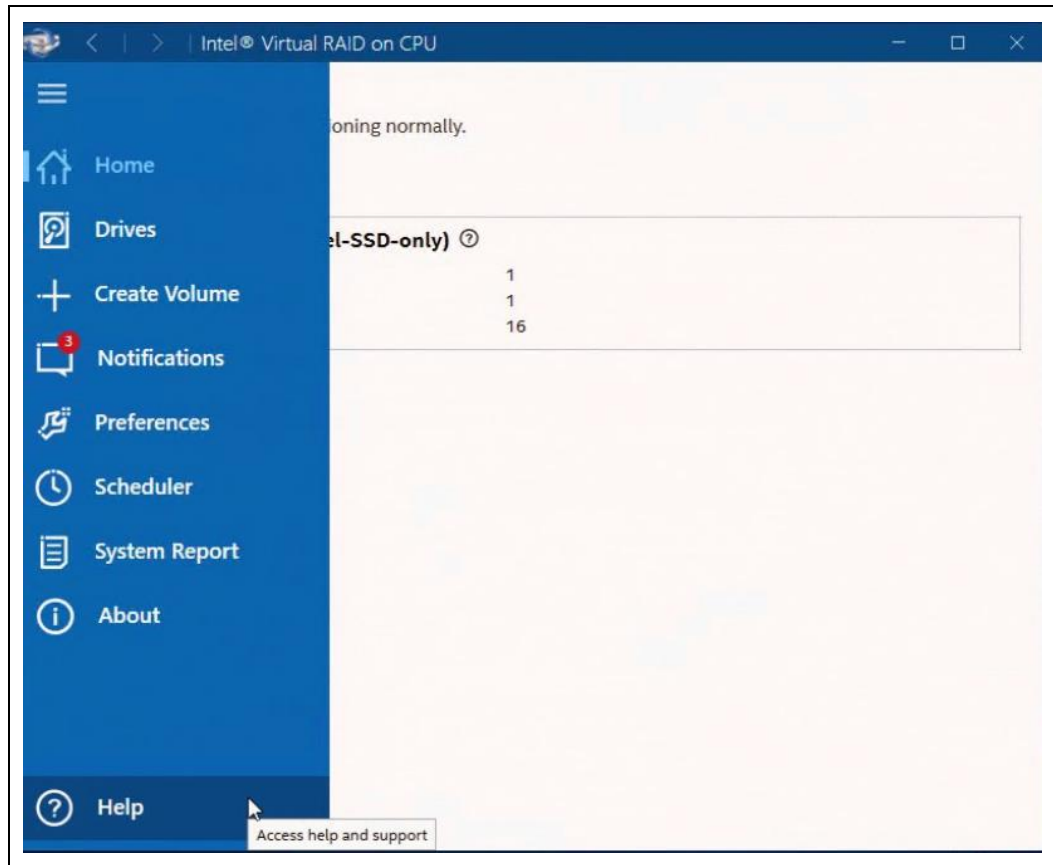 Intel® Virtual RAID on CPU
Home
Drives
Create Volume
3
Notifications
Preferences
Scheduler
System Report
About
Help
Access help and support
ioning normally.
el-SSD-only)
1
1
16